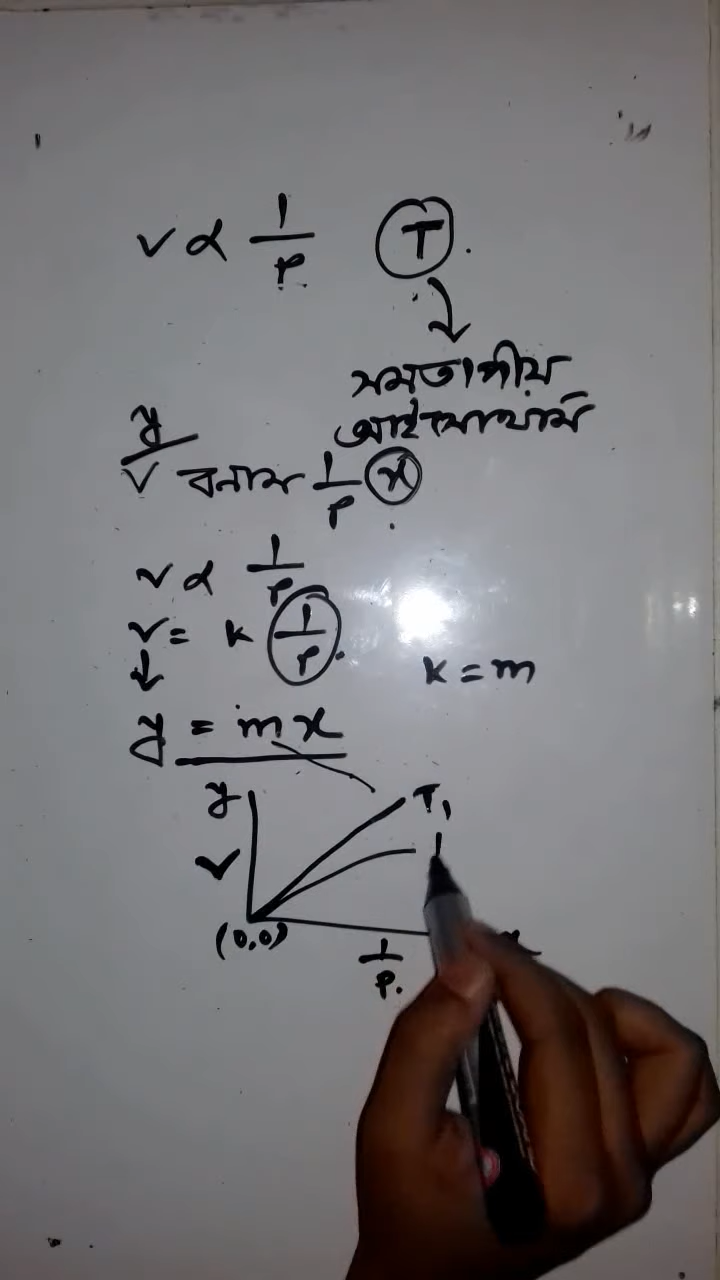 v ∝ 1/P T.
সমতাপীয়
আইসোথার্ম
y
V বনাম 1/P x
v ∝ 1/P
v = k 1/P.
k = m
y = mx
y T₁
V
(0,0) x
1/P.